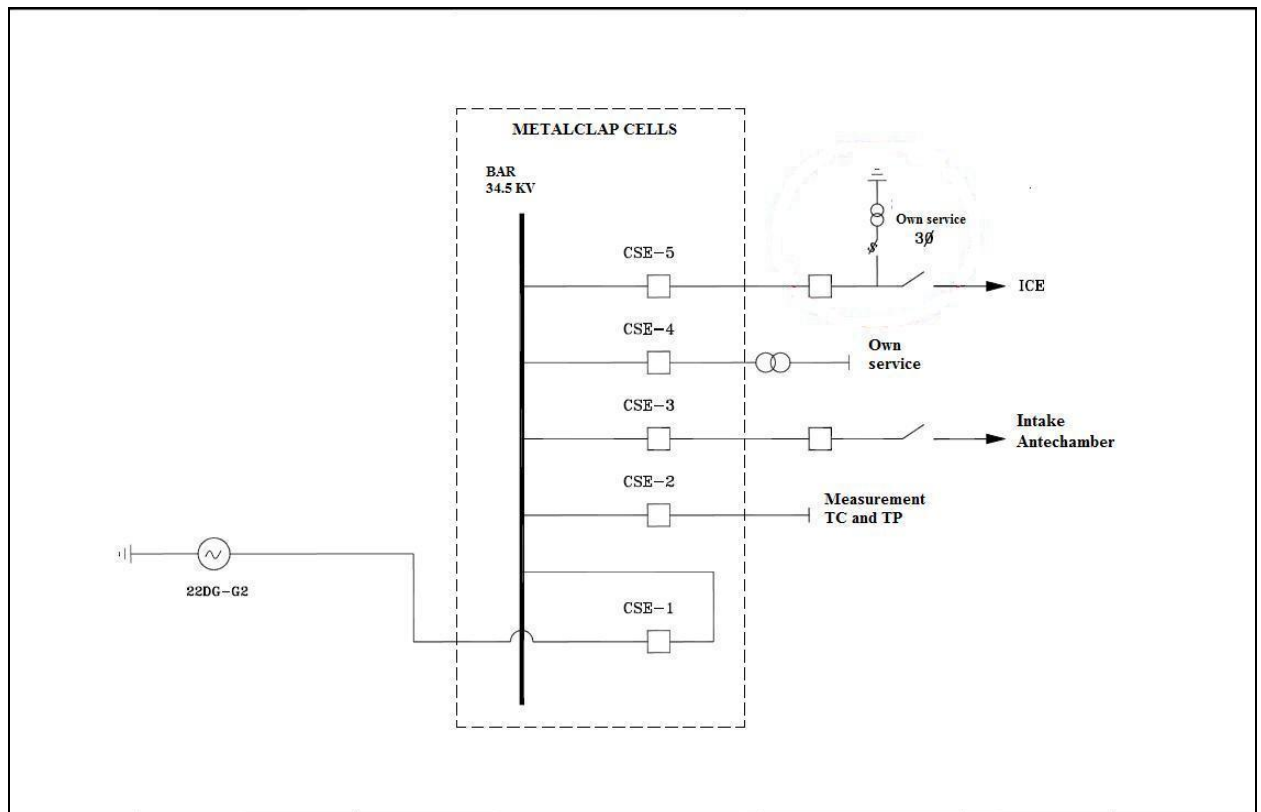 METALCLAP CELLS
BAR
34.5 KV
CSE-5
Own service
3Ø
ICE
CSE-4
Own
service
CSE-3
Intake
Antechamber
CSE-2
Measurement
TC and TP
22DG-G2
CSE-1